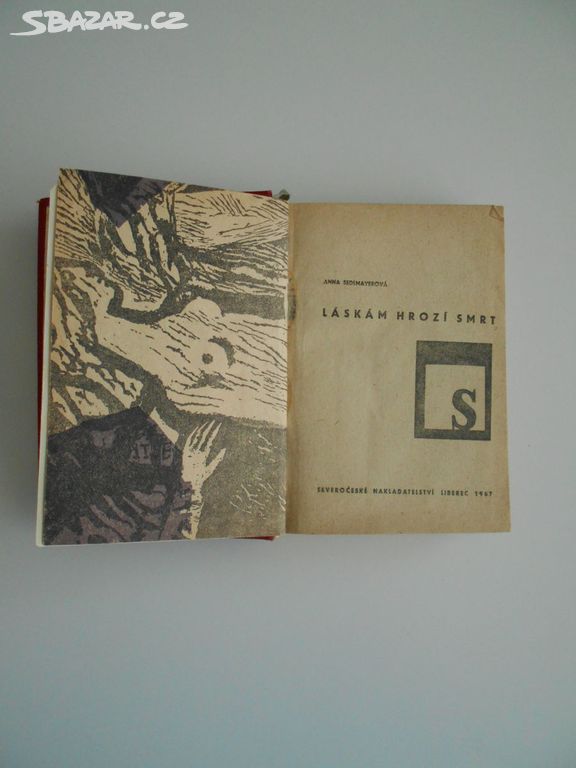 SBAZAR.CZ
ANNA SEDLMAYEROVÁ
LÁSKÁM HROZÍ SMRT
S
SEVEROČESKÉ NAKLADATELSTVÍ LIBEREC 1967